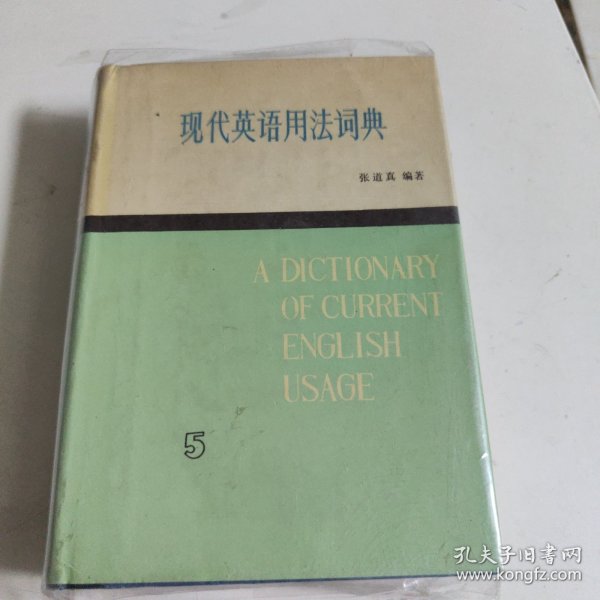 现代英语用法词典
张道真 编著
A DICTIONARY
OF CURRENT
ENGLISH
USAGE
5
孔夫子旧书网
www.kongfz.com